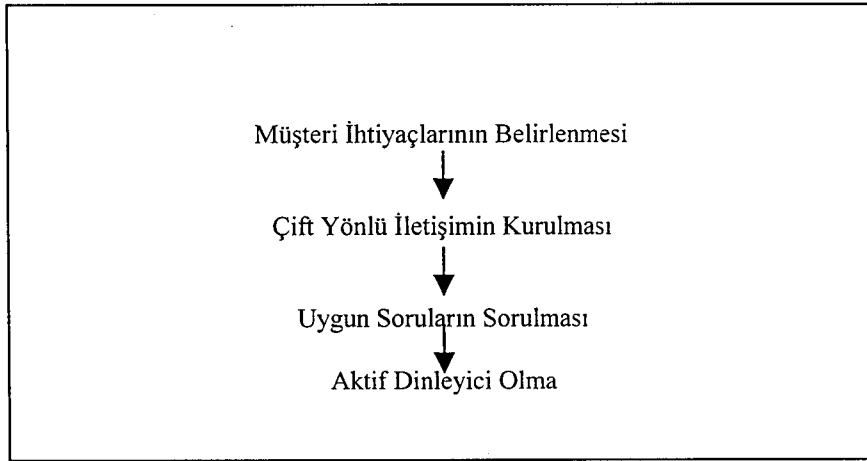 Müşteri İhtiyaçlarının Belirlenmesi
Çift Yönlü İletişimin Kurulması
Uygun Soruların Sorulması
Aktif Dinleyici Olma